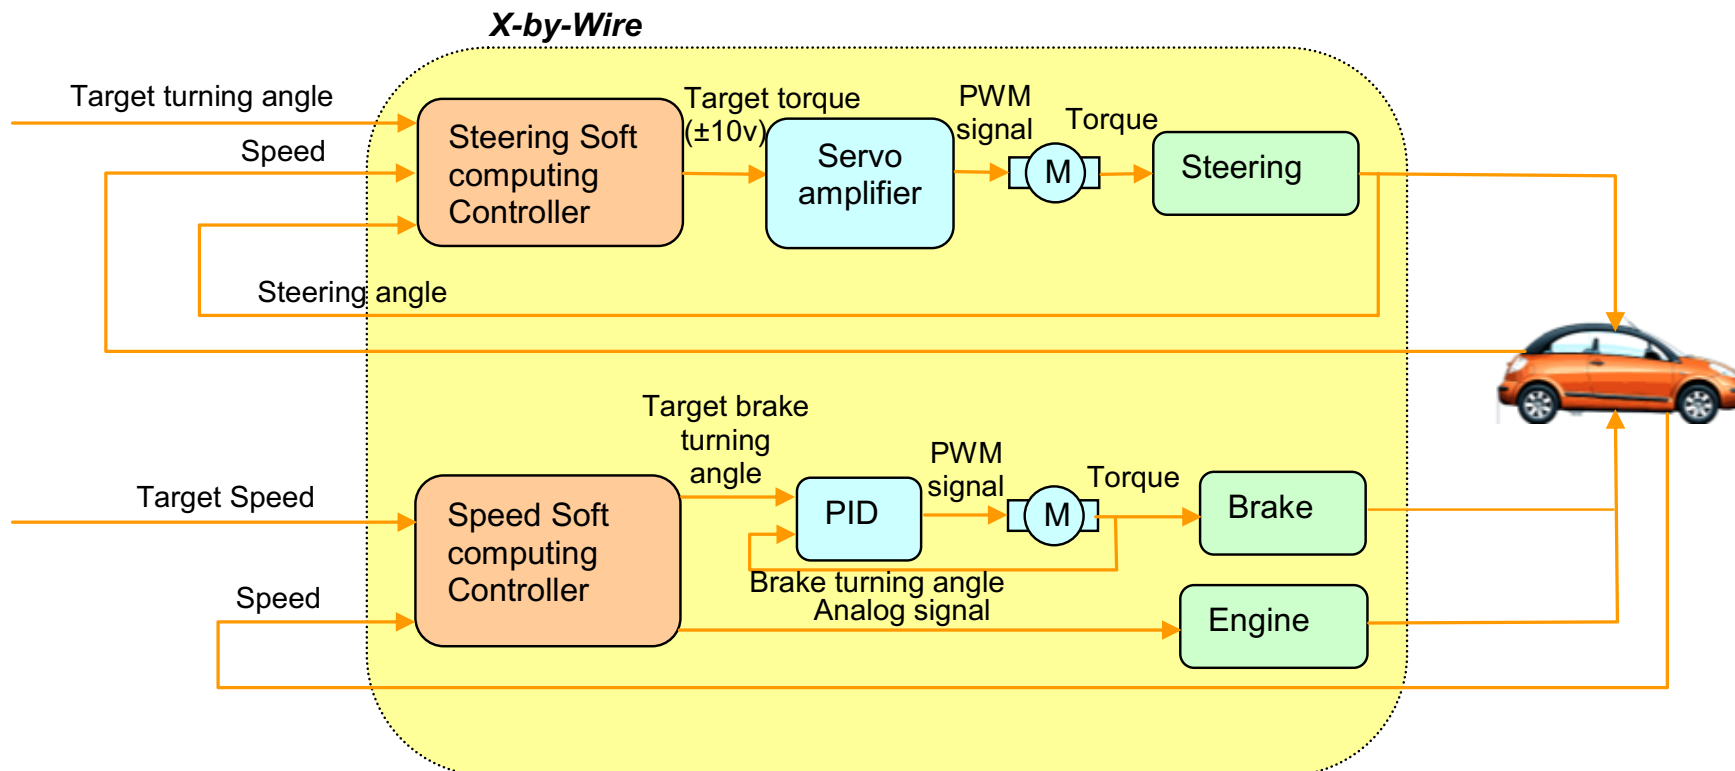 X-by-Wire
Target turning angle
Speed
Steering angle
Steering Soft
computing
Controller
Target torque
(±10v)
Servo
amplifier
PWM
signal
M
Torque
Steering
Target Speed
Speed
Speed Soft
computing
Controller
Target brake
turning
angle
PID
PWM
signal
M
Torque
Brake
Brake turning angle
Analog signal
Engine